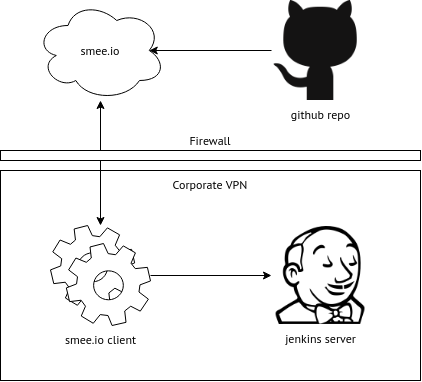 smee.io
github repo
Firewall
Corporate VPN
smee.io client
jenkins server